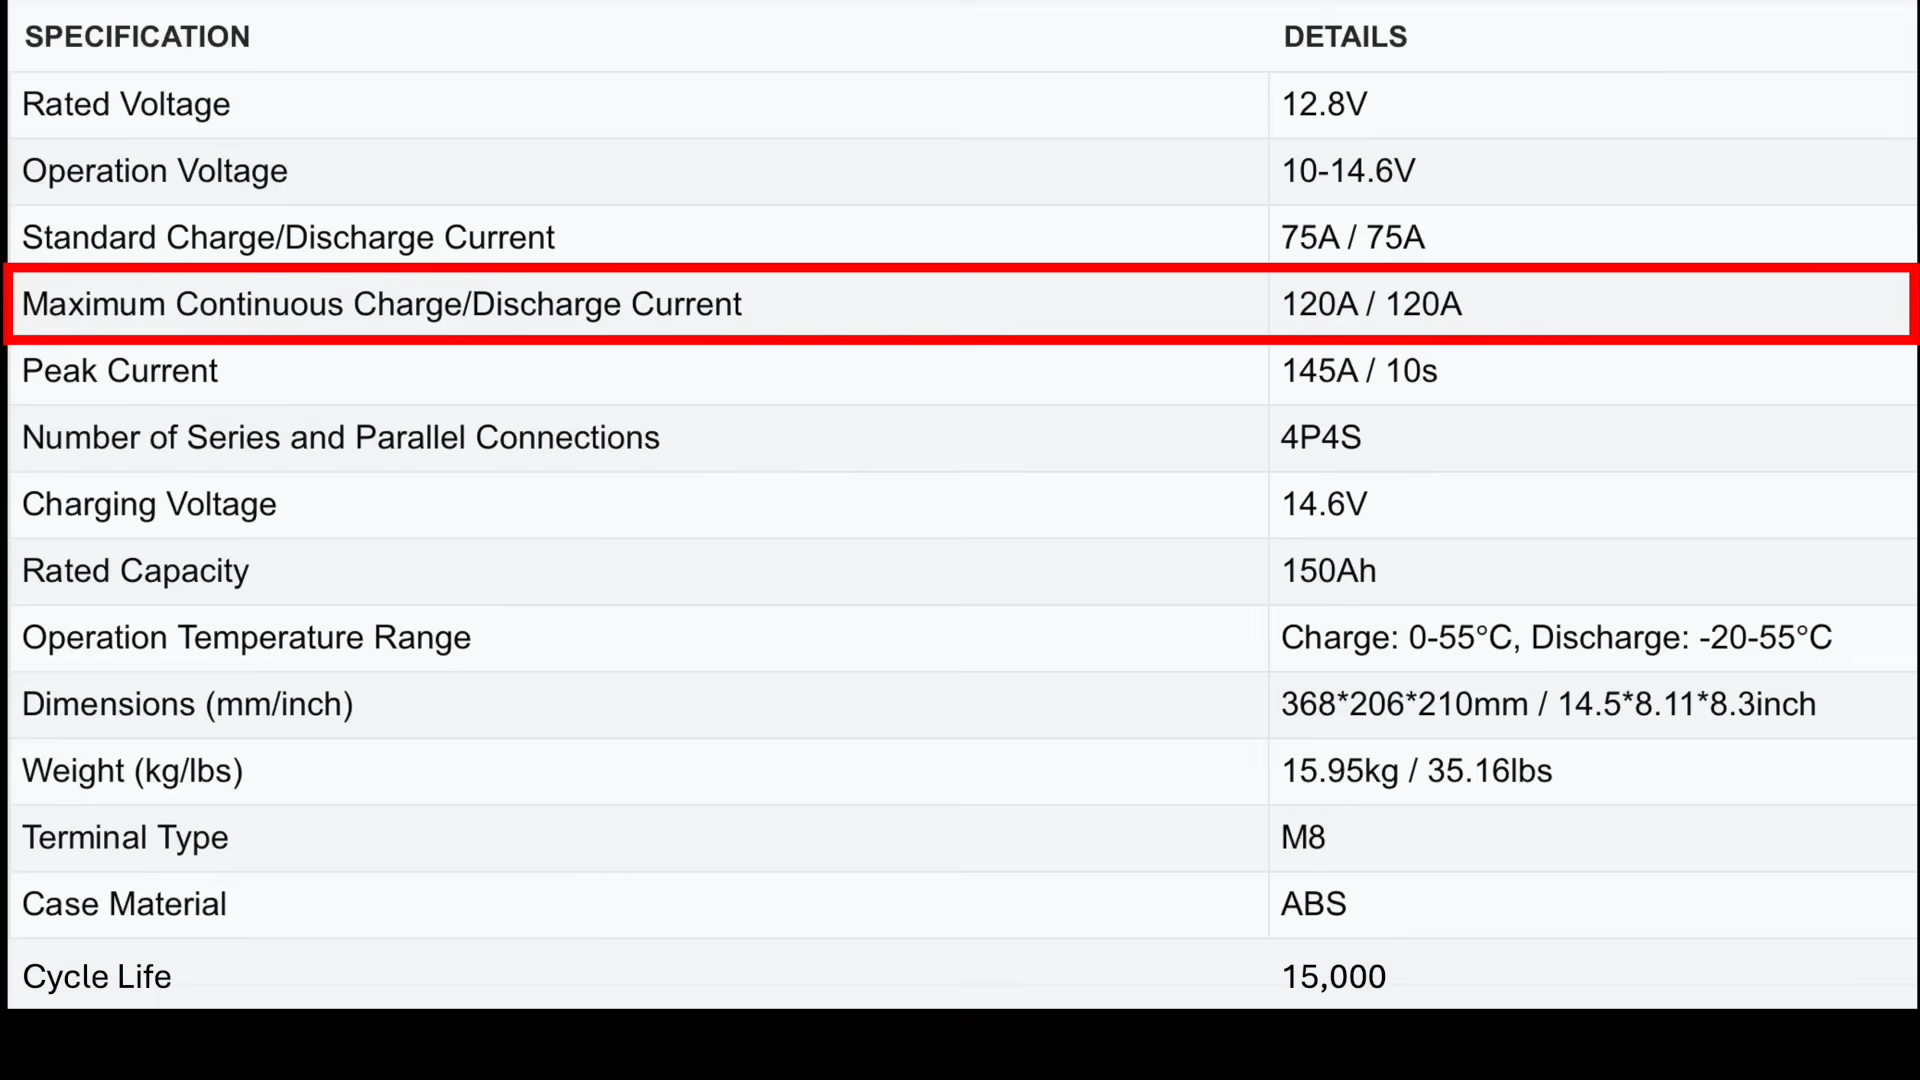 SPECIFICATION DETAILS
Rated Voltage 12.8V
Operation Voltage 10-14.6V
Standard Charge/Discharge Current 75A / 75A
Maximum Continuous Charge/Discharge Current 120A / 120A
Peak Current 145A / 10s
Number of Series and Parallel Connections 4P4S
Charging Voltage 14.6V
Rated Capacity 150Ah
Operation Temperature Range Charge: 0-55°C, Discharge: -20-55°C
Dimensions (mm/inch) 368*206*210mm / 14.5*8.11*8.3inch
Weight (kg/lbs) 15.95kg / 35.16lbs
Terminal Type M8
Case Material ABS
Cycle Life 15,000